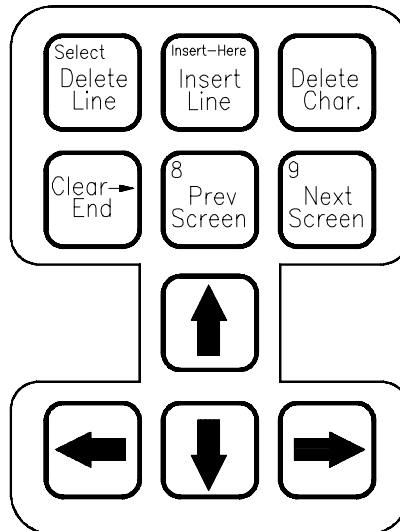 Select
Delete
Line
Insert-Here
Insert
Line
Delete
Char.
Clear→
End
8
Prev
Screen
9
Next
Screen